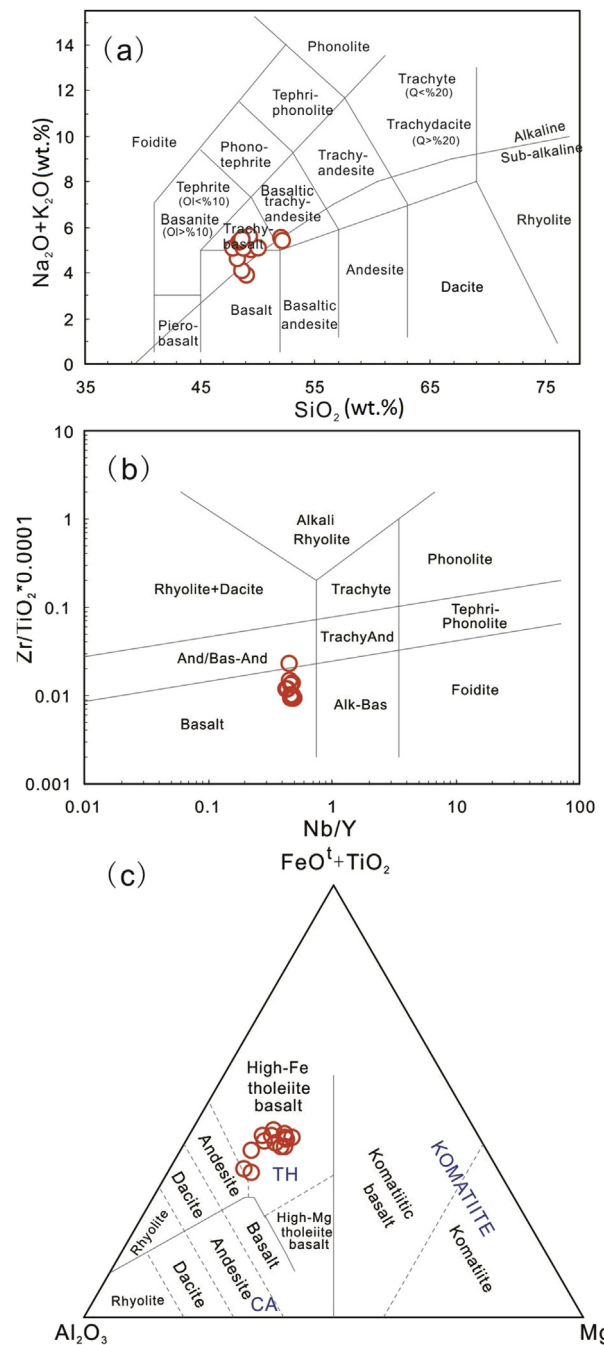 (a)
14
12
10
8
6
4
2
0
Na₂O+K₂O (wt.%)
Phonolite
Trachyte
(Q<%20)
Tephri-
phonolite
Trachydacite
(Q>%20)
Alkaline
Sub-alkaline
Foidite
Phono-
tephrite
Trachy-
andesite
Tephrite
(Ol<%10)
Basanite
(Ol>%10)
Basaltic
trachy-
andesite
Trachy-
basalt
Rhyolite
Andesite
Dacite
Basalt
Basaltic
andesite
Piero-
basalt
35
45
55
65
75
SiO₂ (wt.%)
(b)
10
1
0.1
0.01
0.001
Zr/TiO₂*0.0001
Alkali
Rhyolite
Phonolite
Rhyolite+Dacite
Trachyte
Tephri-
Phonolite
TrachyAnd
And/Bas-And
Foidite
Alk-Bas
Basalt
0.01
0.1
1
10
100
Nb/Y
(c)
FeOᵗ+TiO₂
High-Fe
tholeiite
basalt
TH
Andesite
Dacite
Rhyolite
Komatiitic
basalt
KOMATIITE
Komatiite
High-Mg
tholeiite
basalt
Basalt
Andesite
Dacite
Rhyolite
CA
Al₂O₃
Mg